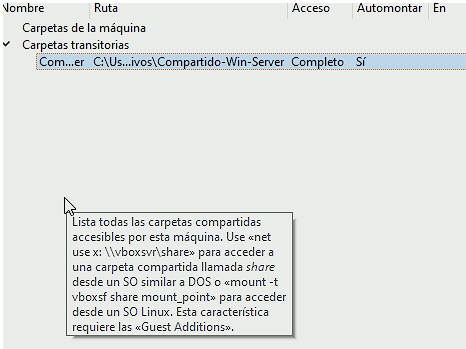 Nombre Ruta Acceso Automontar En
Carpetas de la máquina
Carpetas transitorias
Com...er C:\Us...ivos\Compartido-Win-Server Completo Sí
Lista todas las carpetas compartidas
accesibles por esta máquina. Use «net
use x: \\vboxsvr\share» para acceder
a una carpeta compartida llamada share
desde un SO similar a DOS o «mount -t
vboxsf share mount_point» para acceder
desde un SO Linux. Esta característica
requiere las «Guest Additions».